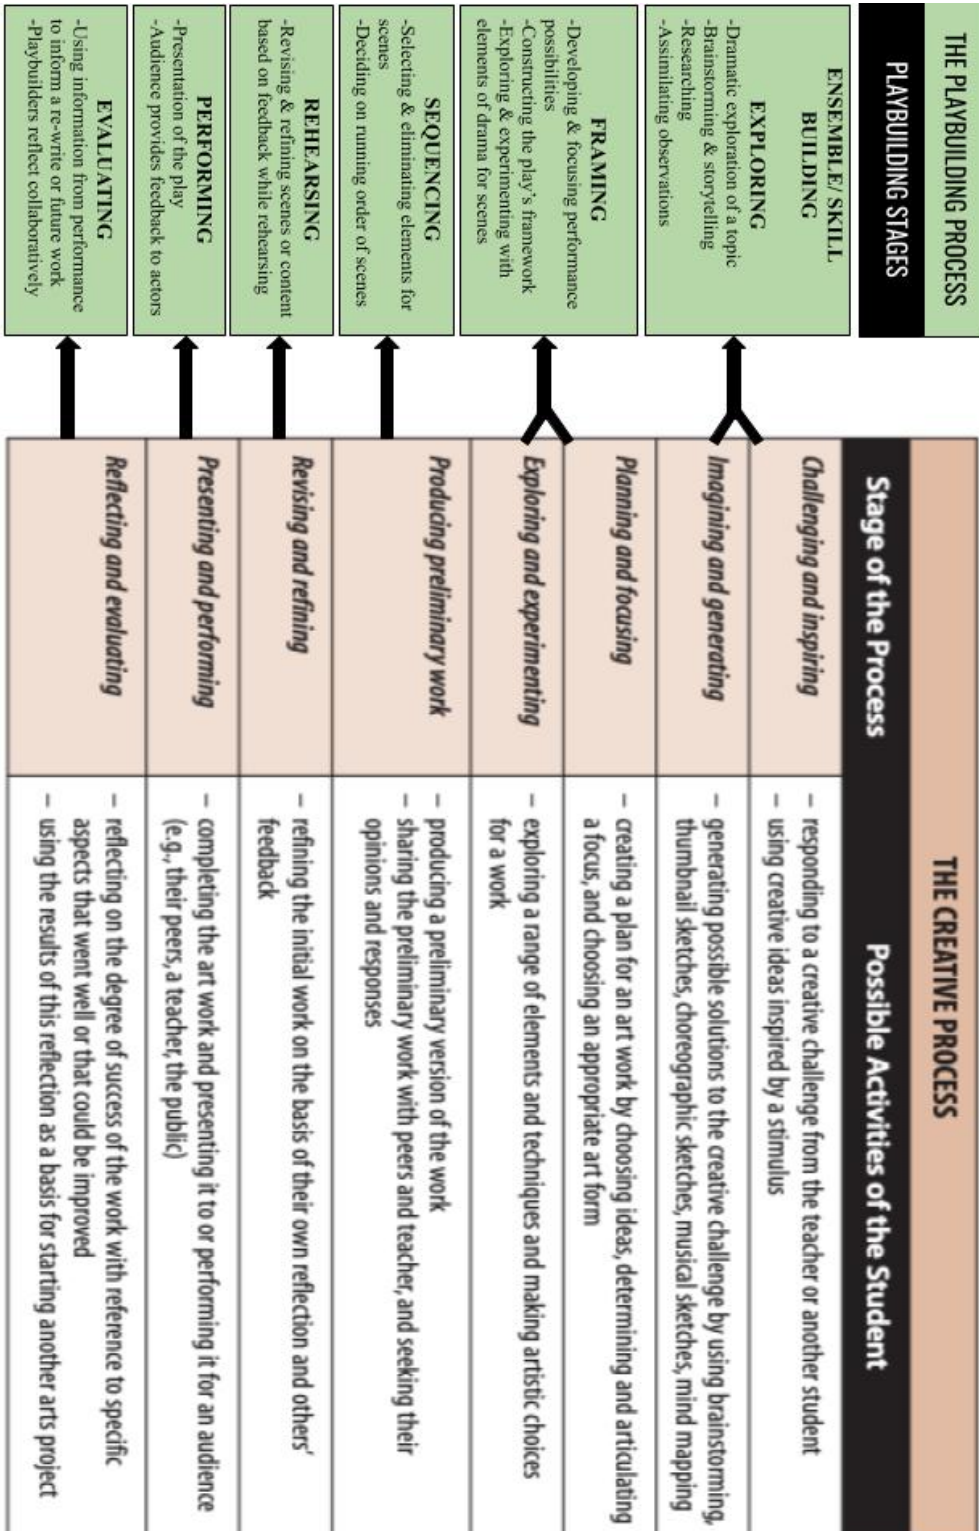 THE PLAYBUILDING PROCESS
PLAYBUILDING STAGES
ENSEMBLE/ SKILL
BUILDING
EXPLORING
-Dramatic exploration of a topic
-Brainstorming & storytelling
-Researching
-Assimilating observations
FRAMING
-Developing & focusing performance
possibilities
-Constructing the play's framework
-Exploring & experimenting with
elements of drama for scenes
SEQUENCING
-Selecting & eliminating elements for
scenes
-Deciding on running order of scenes
REHEARSING
-Revising & refining scenes or content
based on feedback while rehearsing
PERFORMING
-Presentation of the play
-Audience provides feedback to actors
EVALUATING
-Using information from performance
to inform a re-write or future work
-Playbuilders reflect collaboratively
THE CREATIVE PROCESS
Stage of the Process
Possible Activities of the Student
Challenging and inspiring
– responding to a creative challenge from the teacher or another student
– using creative ideas inspired by a stimulus
Imagining and generating
– generating possible solutions to the creative challenge by using brainstorming,
thumbnail sketches, choreographic sketches, musical sketches, mind mapping
Planning and focusing
– creating a plan for an art work by choosing ideas, determining and articulating
a focus, and choosing an appropriate art form
Exploring and experimenting
– exploring a range of elements and techniques and making artistic choices
for a work
Producing preliminary work
– producing a preliminary version of the work
– sharing the preliminary work with peers and teacher, and seeking their
opinions and responses
Revising and refining
– refining the initial work on the basis of their own reflection and others'
feedback
Presenting and performing
– completing the art work and presenting it to or performing it for an audience
(e.g., their peers, a teacher, the public)
Reflecting and evaluating
– reflecting on the degree of success of the work with reference to specific
aspects that went well or that could be improved
– using the results of this reflection as a basis for starting another arts project